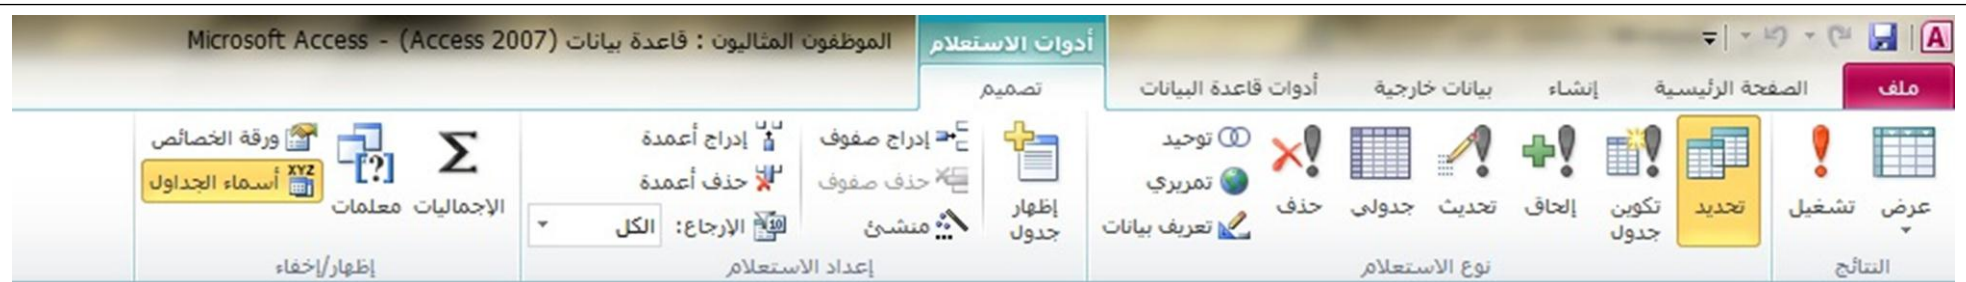 أدوات الاستعلام
الموظفون المثاليون : قاعدة بيانات (Access 2007) - Microsoft Access
ملف
الصفحة الرئيسية
إنشاء
بيانات خارجية
أدوات قاعدة البيانات
تصميم
عرض
تشغيل
النتائج
تحديد
تكوين
جدول
إلحاق
تحديث
جدولي
حذف
توحيد
تمريري
تعريف بيانات
نوع الاستعلام
إظهار
جدول
إدراج صفوف
حذف صفوف
منشئ
إدراج أعمدة
حذف أعمدة
الإرجاع: الكل
إعداد الاستعلام
الإجماليات
معلمات
ورقة الخصائص
أسماء الجداول
إظهار/إخفاء